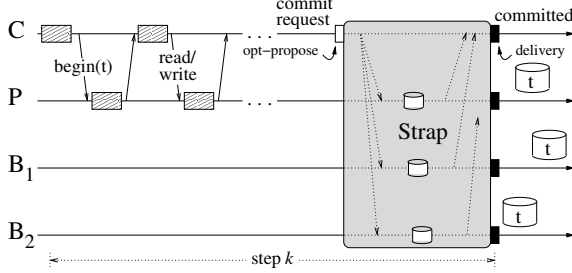 commit
request
committed
C
opt-propose
delivery
begin(t)
read/
write
. . .
t
P
. . .
Strap
t
B1
t
B2
step k